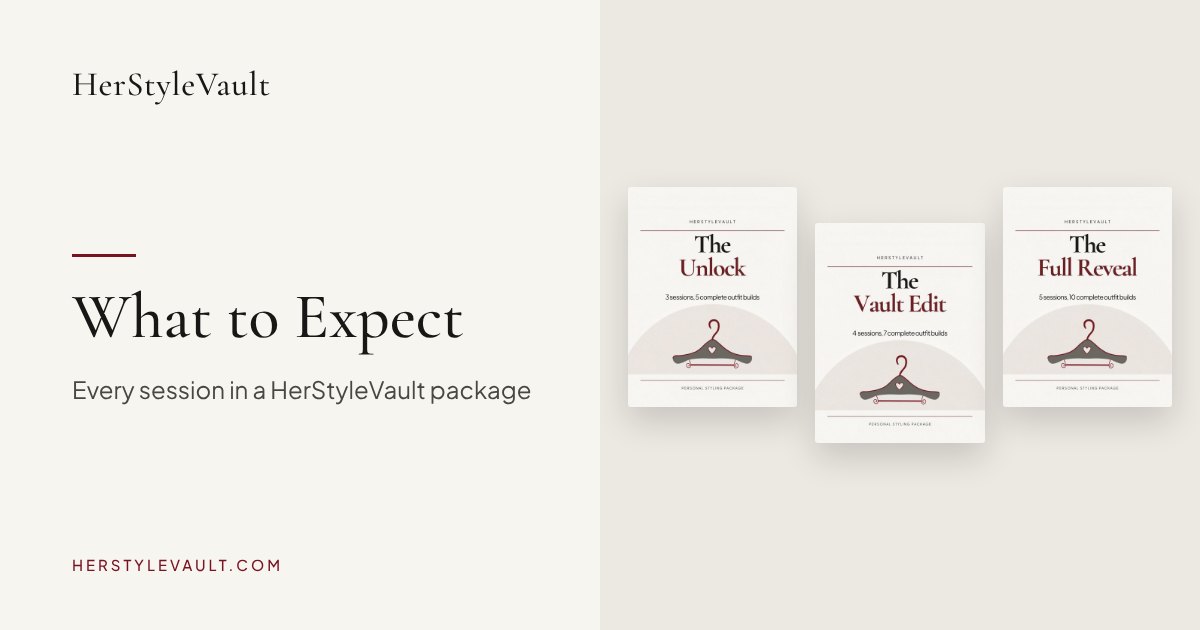 HerStyleVault
What to Expect
Every session in a HerStyleVault package
HERSTYLEVAULT.COM
HERSTYLEVAULT
The
Unlock
3 sessions, 5 complete outfit builds
PERSONAL STYLING PACKAGE
HERSTYLEVAULT
The
Vault Edit
4 sessions, 7 complete outfit builds
PERSONAL STYLING PACKAGE
HERSTYLEVAULT
The
Full Reveal
5 sessions, 10 complete outfit builds
PERSONAL STYLING PACKAGE